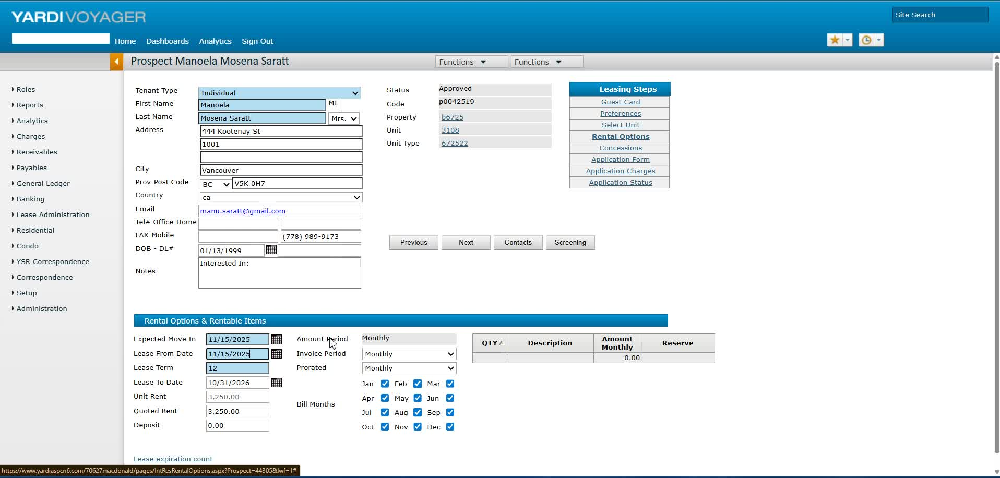 YARDI VOYAGER
Site Search
Home Dashboards Analytics Sign Out
Prospect Manoela Mosena Saratt
Functions Functions
Roles
Reports
Analytics
Charges
Receivables
Payables
General Ledger
Banking
Lease Administration
Residential
Condo
YSR Correspondence
Correspondence
Setup
Administration
Tenant Type Individual
First Name Manoela MI
Last Name Mosena Saratt Mrs.
Address 444 Kootenay St
1001
City Vancouver
Prov-Post Code BC V5K 0H7
Country ca
Email manu.saratt@gmail.com
Tel# Office-Home
FAX-Mobile (778) 989-9173
DOB - DL# 01/13/1999
Notes Interested In:
Status Approved
Code p0042519
Property b6725
Unit 3108
Unit Type 672522
Previous Next Contacts Screening
Leasing Steps
Guest Card
Preferences
Select Unit
Rental Options
Concessions
Application Form
Application Charges
Application Status
Rental Options & Rentable Items
Expected Move In 11/15/2025
Lease From Date 11/15/2025
Lease Term 12
Lease To Date 10/31/2026
Unit Rent 3,250.00
Quoted Rent 3,250.00
Deposit 0.00
Amount Period Monthly
Invoice Period Monthly
Prorated Monthly
Bill Months
Jan Feb Mar
Apr May Jun
Jul Aug Sep
Oct Nov Dec
QTY Description Amount Monthly Reserve
0.00
Lease expiration count
https://www.yardiaspcn6.com/70627macdonald/pages/IntResRentalOptions.aspx?Prospect=44305&lwf=1#